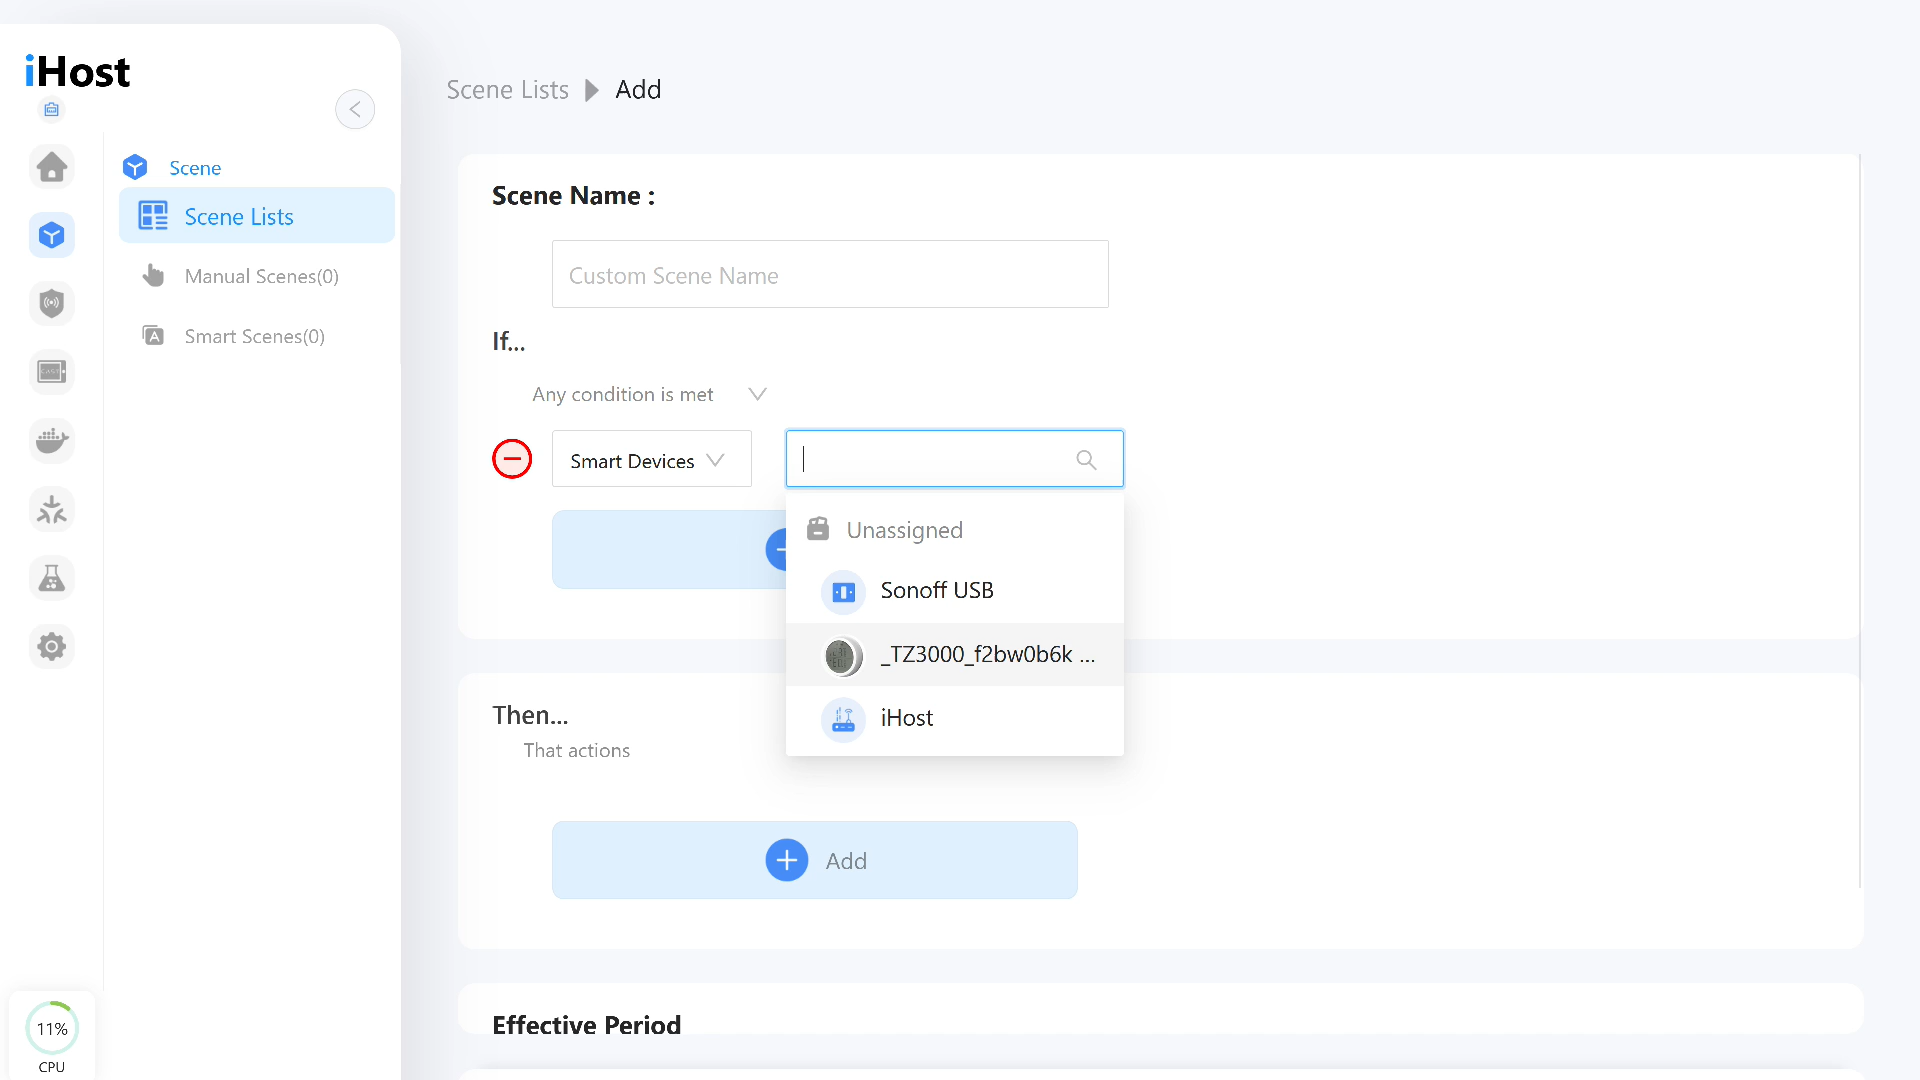 iHost
Scene
Scene Lists
Manual Scenes(0)
Smart Scenes(0)
11%
CPU
Scene Lists
Add
Scene Name :
Custom Scene Name
If...
Any condition is met
Smart Devices
Unassigned
Sonoff USB
_TZ3000_f2bw0b6k ...
iHost
Then...
That actions
Add
Effective Period